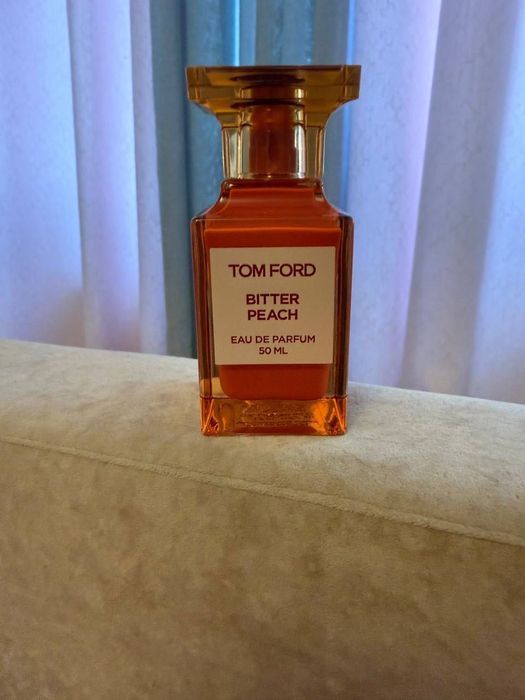 TOM FORD
BITTER
PEACH
EAU DE PARFUM
50 ML